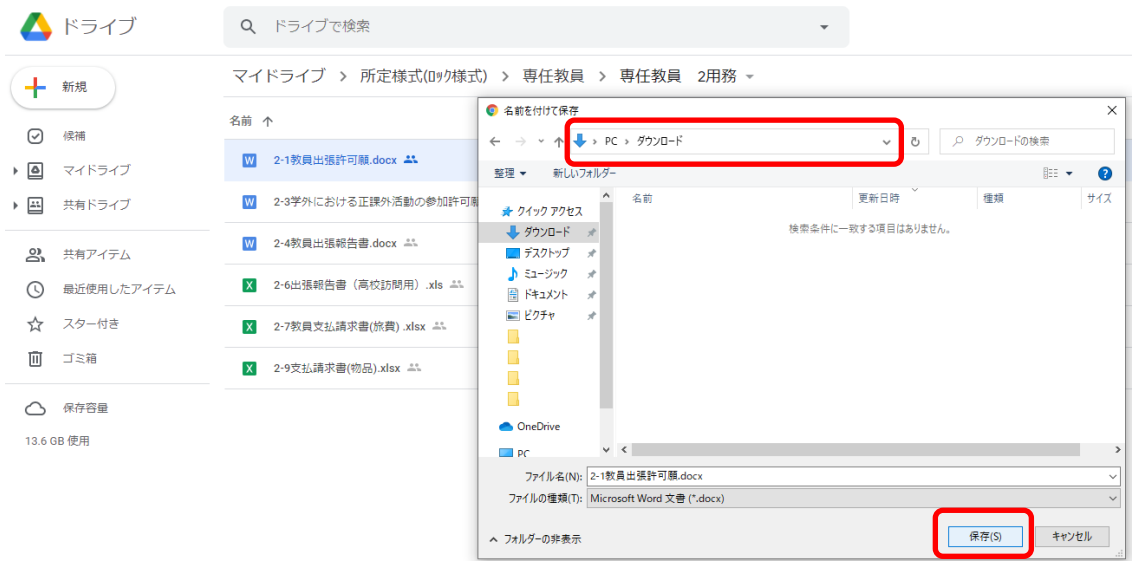 ドライブ
ドライブで検索
新規
候補
マイドライブ
共有ドライブ
共有アイテム
最近使用したアイテム
スター付き
ゴミ箱
保存容量
13.6 GB 使用
マイドライブ > 所定様式(ﾛｯｸ様式) > 専任教員 > 専任教員 2用務
名前 ↑
2-1教員出張許可願.docx
2-3学外における正課外活動の参加許可願
2-4教員出張報告書.docx
2-6出張報告書（高校訪問用）.xls
2-7教員支払請求書(旅費) .xlsx
2-9支払請求書(物品).xlsx
名前を付けて保存
PC › ダウンロード
ダウンロードの検索
整理
新しいフォルダー
名前 更新日時 種類 サイズ
検索条件に一致する項目はありません。
クイック アクセス
ダウンロード
デスクトップ
ミュージック
ドキュメント
ピクチャ
OneDrive
PC
ファイル名(N): 2-1教員出張許可願.docx
ファイルの種類(T): Microsoft Word 文書 (*.docx)
フォルダーの非表示
保存(S)
キャンセル